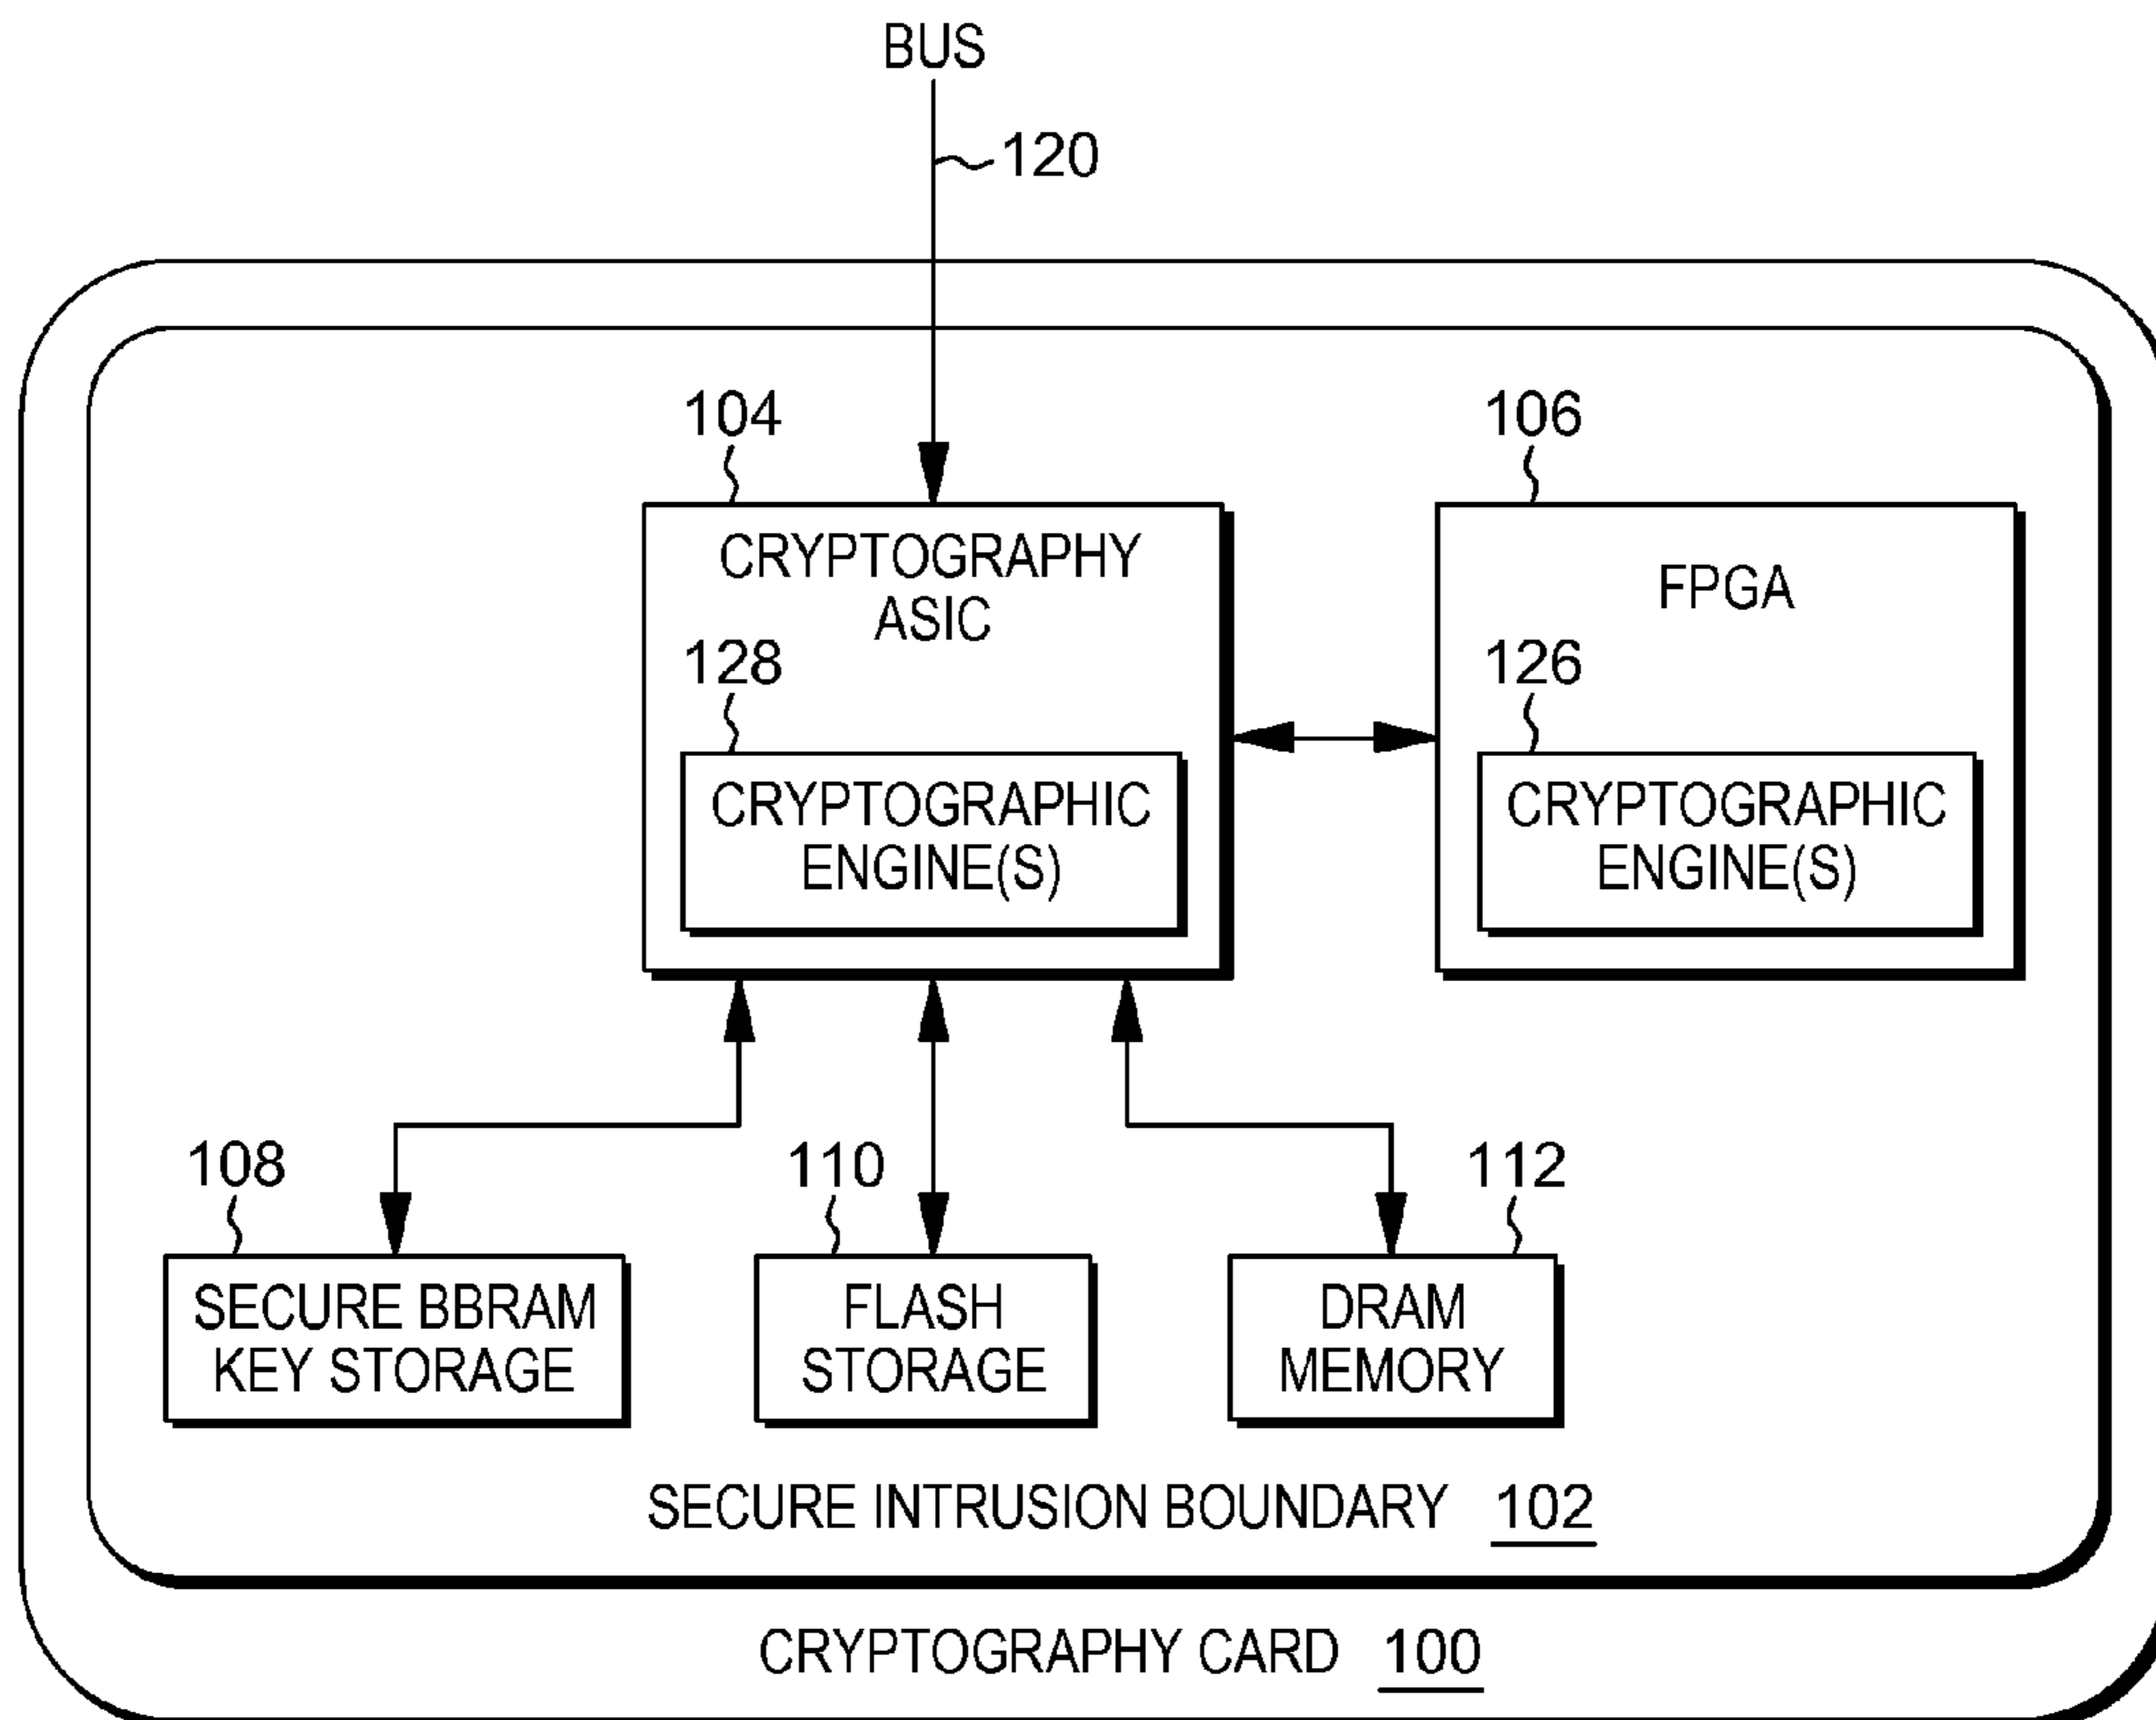 BUS
120
104
106
CRYPTOGRAPHY
ASIC
FPGA
128
126
CRYPTOGRAPHIC
ENGINE(S)
CRYPTOGRAPHIC
ENGINE(S)
108
110
112
SECURE BBRAM
KEY STORAGE
FLASH
STORAGE
DRAM
MEMORY
SECURE INTRUSION BOUNDARY 102
CRYPTOGRAPHY CARD 100